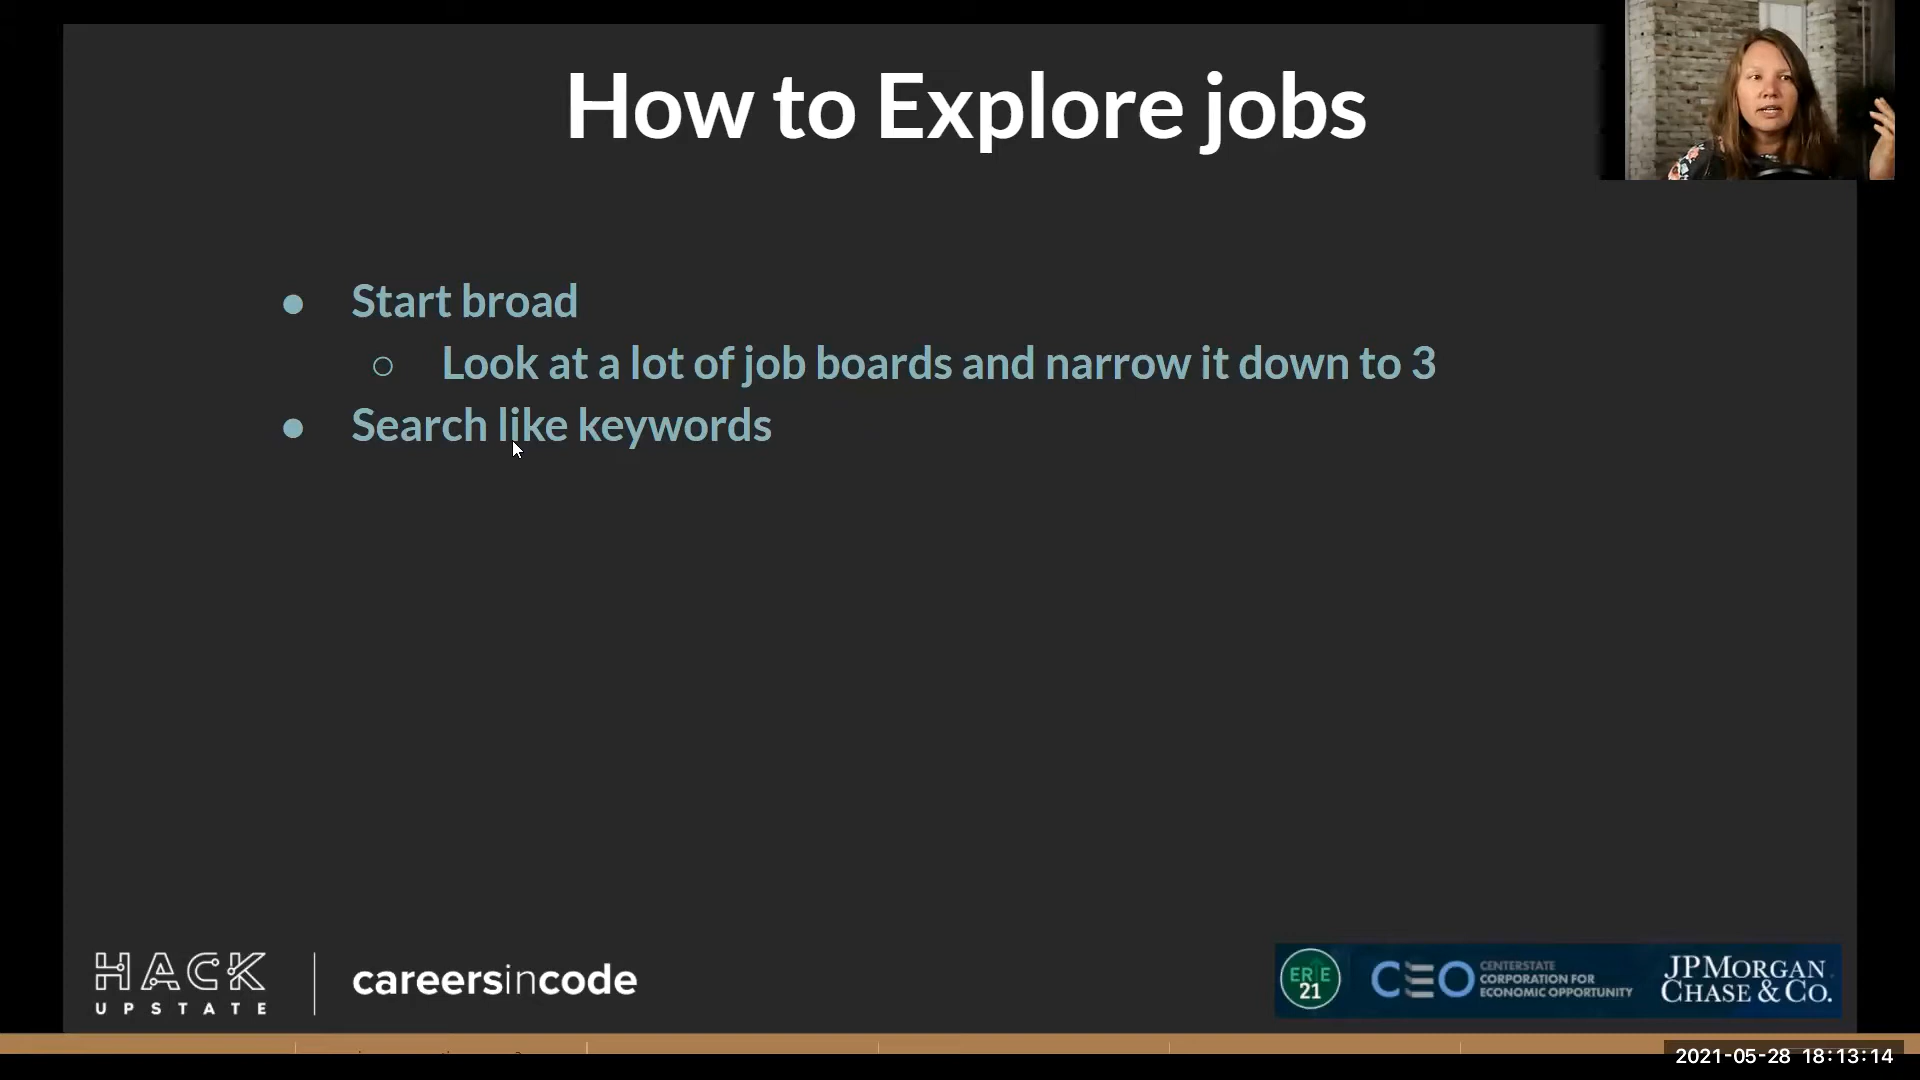 How to Explore jobs
Start broad
Look at a lot of job boards and narrow it down to 3
Search like keywords
HACK
UPSTATE
careersincode
ERIE
21
CEO
CENTERSTATE
CORPORATION FOR
ECONOMIC OPPORTUNITY
JPMORGAN
CHASE & CO.
2021-05-28 18:13:14